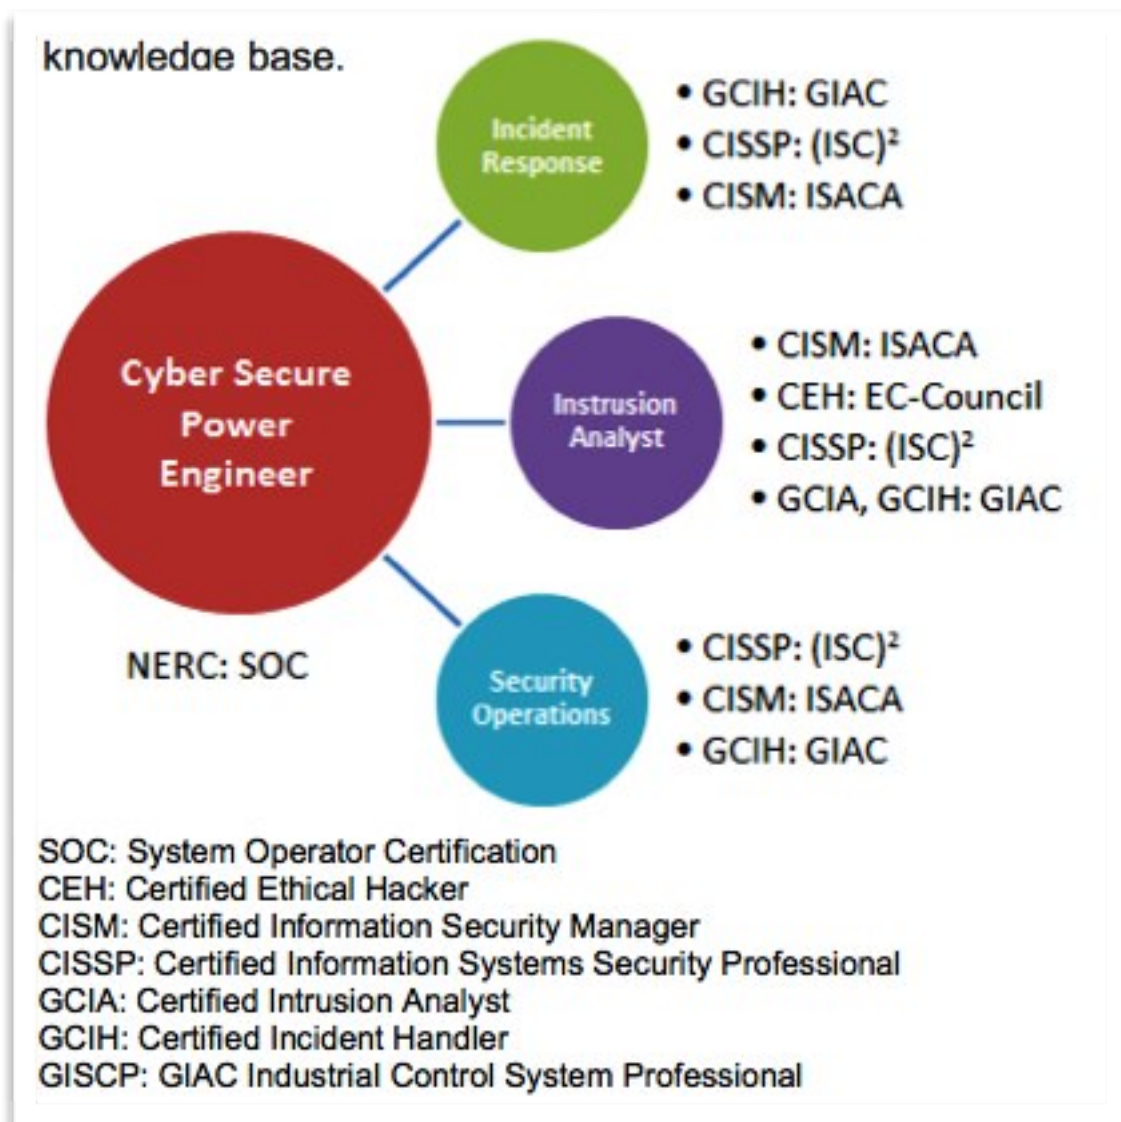 knowledge base.
Incident
Response
• GCIH: GIAC
• CISSP: (ISC)²
• CISM: ISACA
Cyber Secure
Power
Engineer
Instrusion
Analyst
• CISM: ISACA
• CEH: EC-Council
• CISSP: (ISC)²
• GCIA, GCIH: GIAC
NERC: SOC
Security
Operations
• CISSP: (ISC)²
• CISM: ISACA
• GCIH: GIAC
SOC: System Operator Certification
CEH: Certified Ethical Hacker
CISM: Certified Information Security Manager
CISSP: Certified Information Systems Security Professional
GCIA: Certified Intrusion Analyst
GCIH: Certified Incident Handler
GISCP: GIAC Industrial Control System Professional